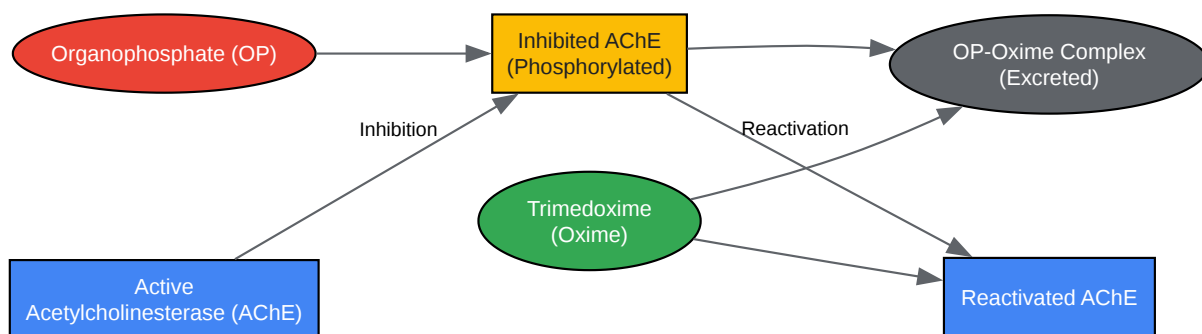 Organophosphate (OP)
Inhibited AChE
(Phosphorylated)
OP-Oxime Complex
(Excreted)
Inhibition
Reactivation
Trimedoxime
(Oxime)
Active
Acetylcholinesterase (AChE)
Reactivated AChE